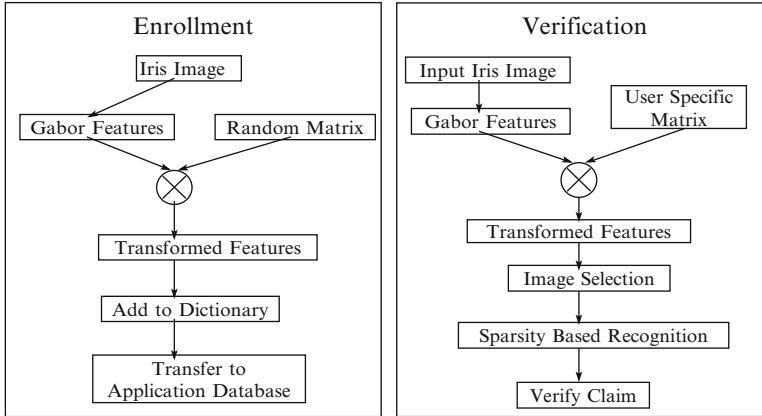 Enrollment
Iris Image
Gabor Features
Random Matrix
Transformed Features
Add to Dictionary
Transfer to
Application Database
Verification
Input Iris Image
User Specific
Matrix
Gabor Features
Transformed Features
Image Selection
Sparsity Based Recognition
Verify Claim